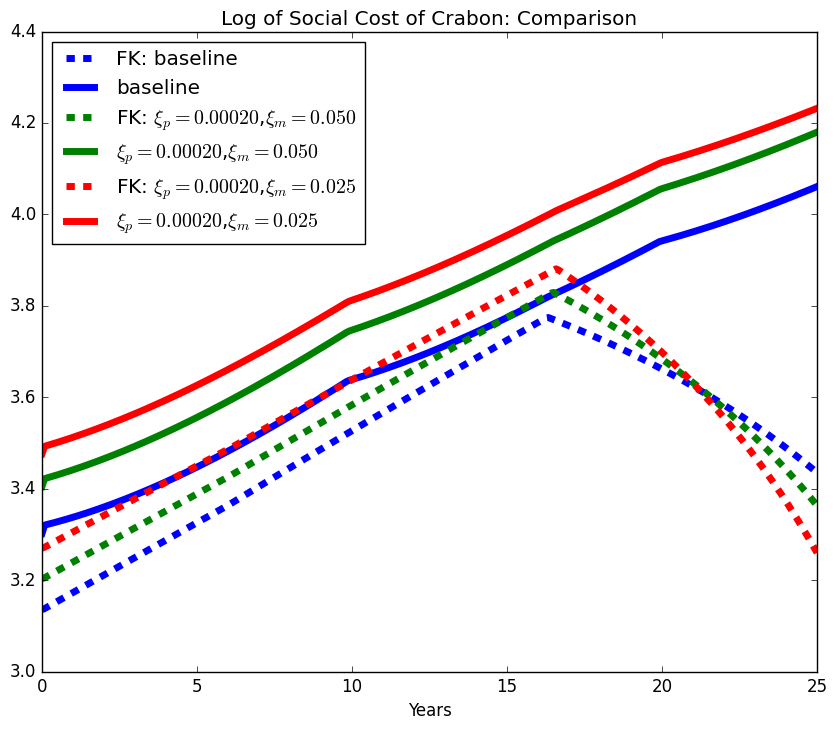 Log of Social Cost of Crabon: Comparison
4.4
4.2
4.0
3.8
3.6
3.4
3.2
3.0
FK: baseline
baseline
FK: ξₚ = 0.00020, ξₘ = 0.050
ξₚ = 0.00020, ξₘ = 0.050
FK: ξₚ = 0.00020, ξₘ = 0.025
ξₚ = 0.00020, ξₘ = 0.025
0 5 10 15 20 25
Years